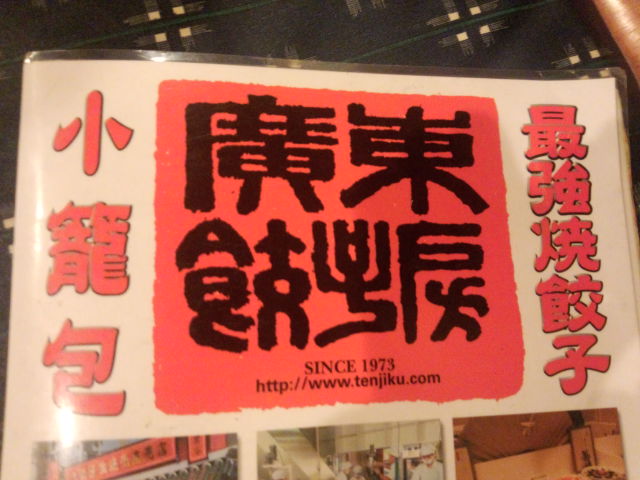 小籠包
廣東
餃子房
SINCE 1973
http://www.tenjiku.com
最強焼餃子